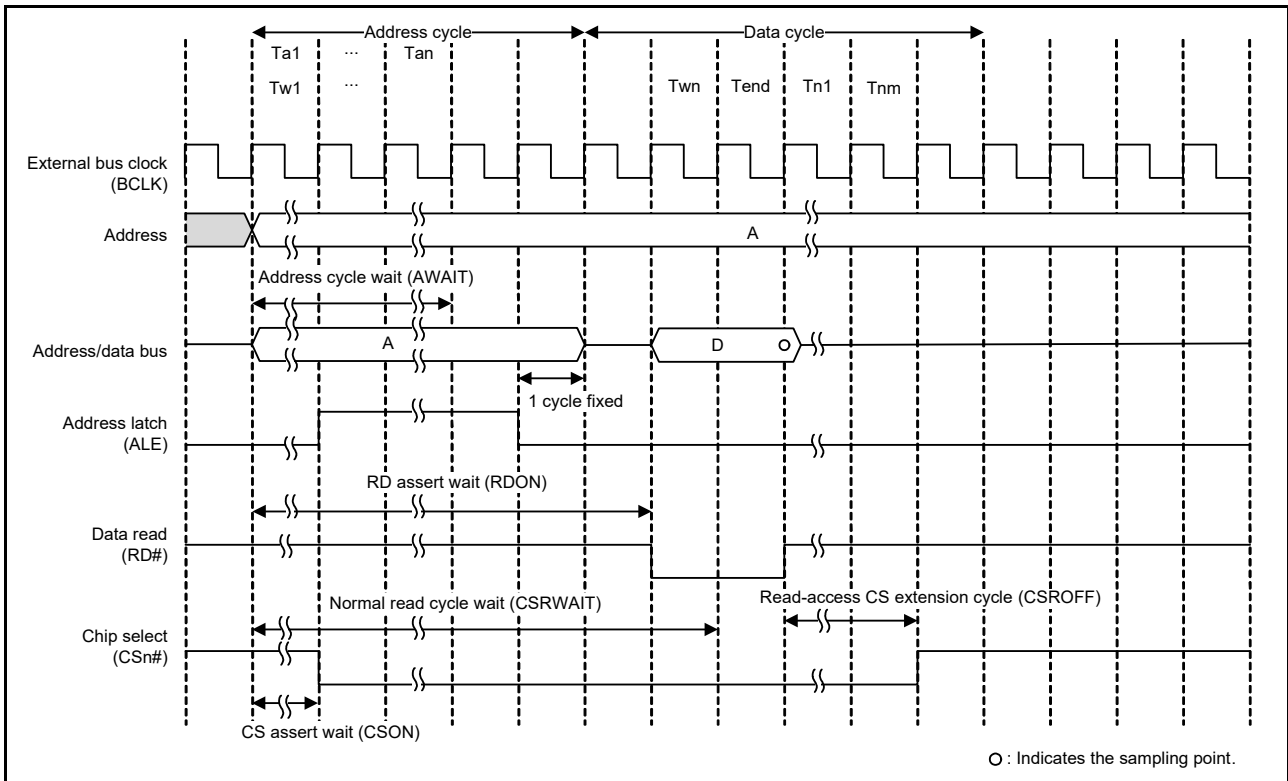 Address cycle Data cycle
Ta1 ... Tan
Tw1 ... Twn Tend Tn1 Tnm
External bus clock
(BCLK)
Address A
Address cycle wait (AWAIT)
Address/data bus A D
1 cycle fixed
Address latch
(ALE)
RD assert wait (RDON)
Data read
(RD#)
Normal read cycle wait (CSRWAIT) Read-access CS extension cycle (CSROFF)
Chip select
(CSn#)
CS assert wait (CSON)
: Indicates the sampling point.